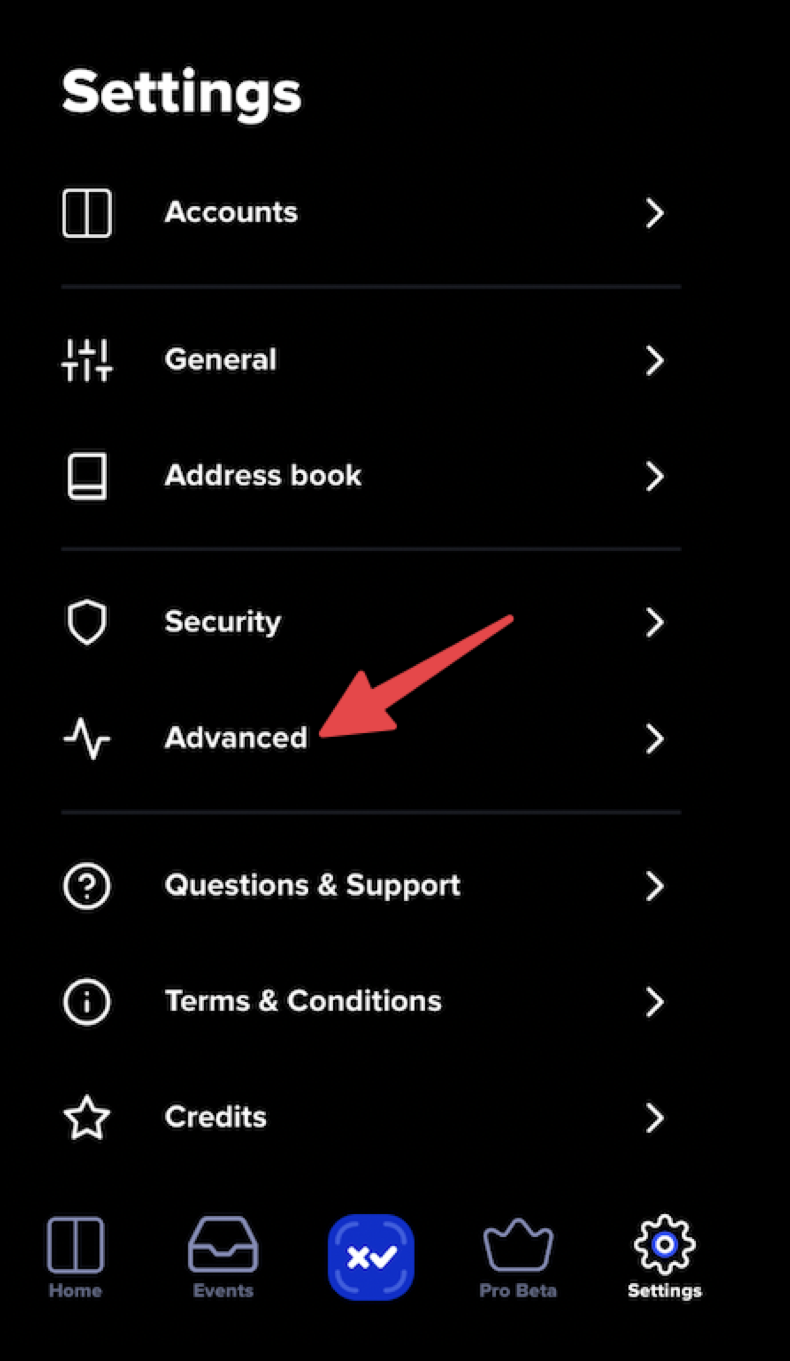 Settings
Accounts
General
Address book
Security
Advanced
Questions & Support
Terms & Conditions
Credits
Home
Events
Pro Beta
Settings